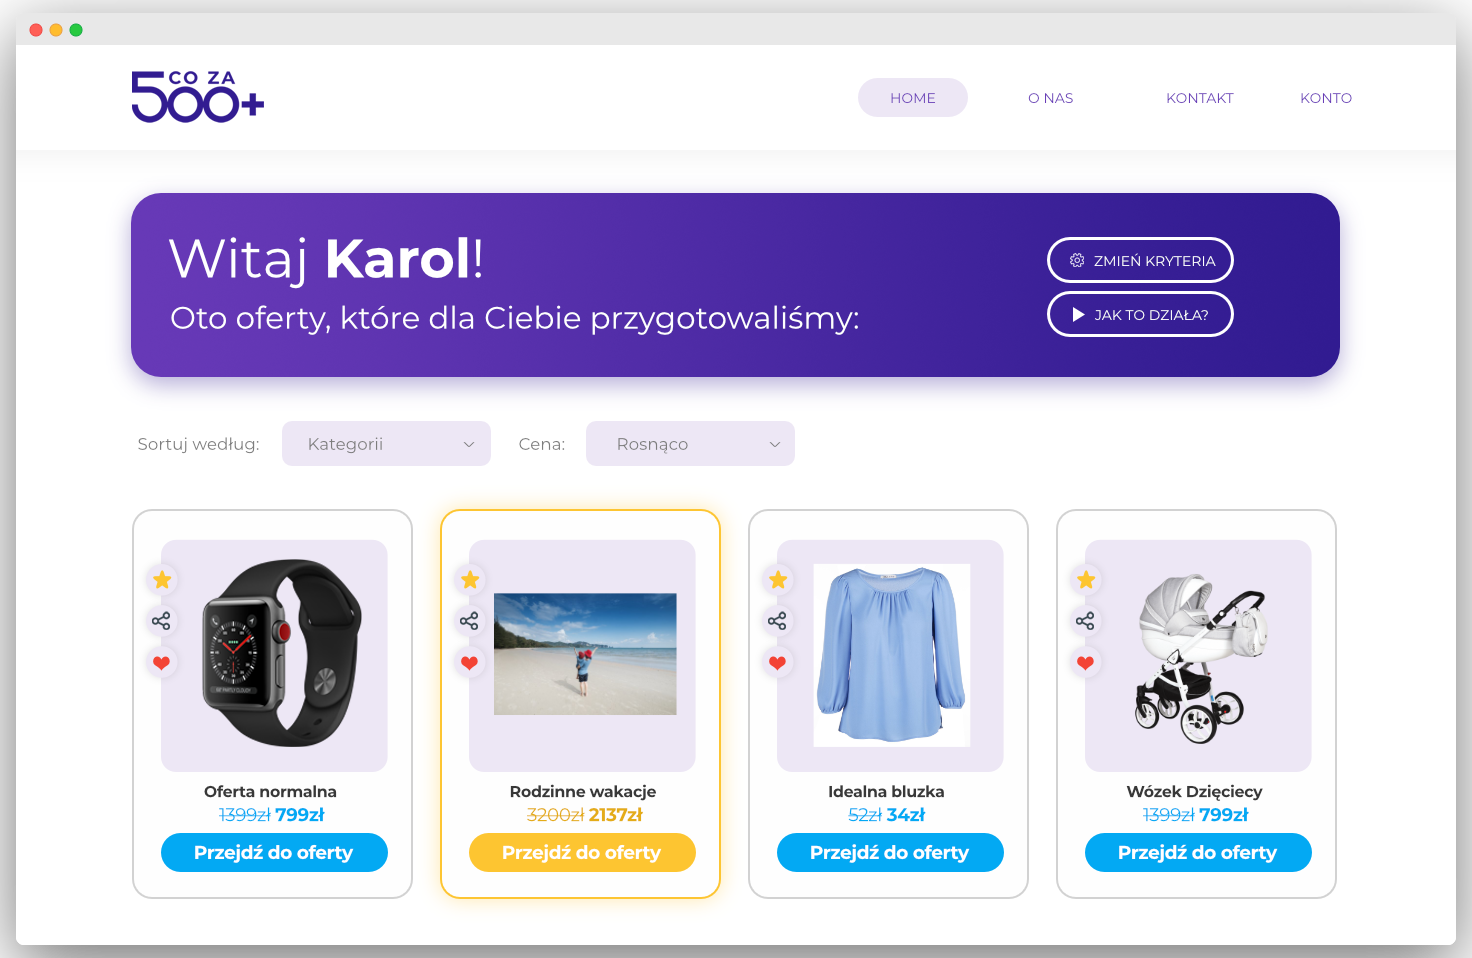 CO ZA
500+
HOME
O NAS
KONTAKT
KONTO
Witaj Karol!
Oto oferty, które dla Ciebie przygotowaliśmy:
ZMIEŃ KRYTERIA
JAK TO DZIAŁA?
Sortuj według:
Kategorii
Cena:
Rosnąco
Oferta normalna
1399zł 799zł
Przejdź do oferty
Rodzinne wakacje
3200zł 2137zł
Przejdź do oferty
Idealna bluzka
52zł 34zł
Przejdź do oferty
Wózek Dzięciecy
1399zł 799zł
Przejdź do oferty